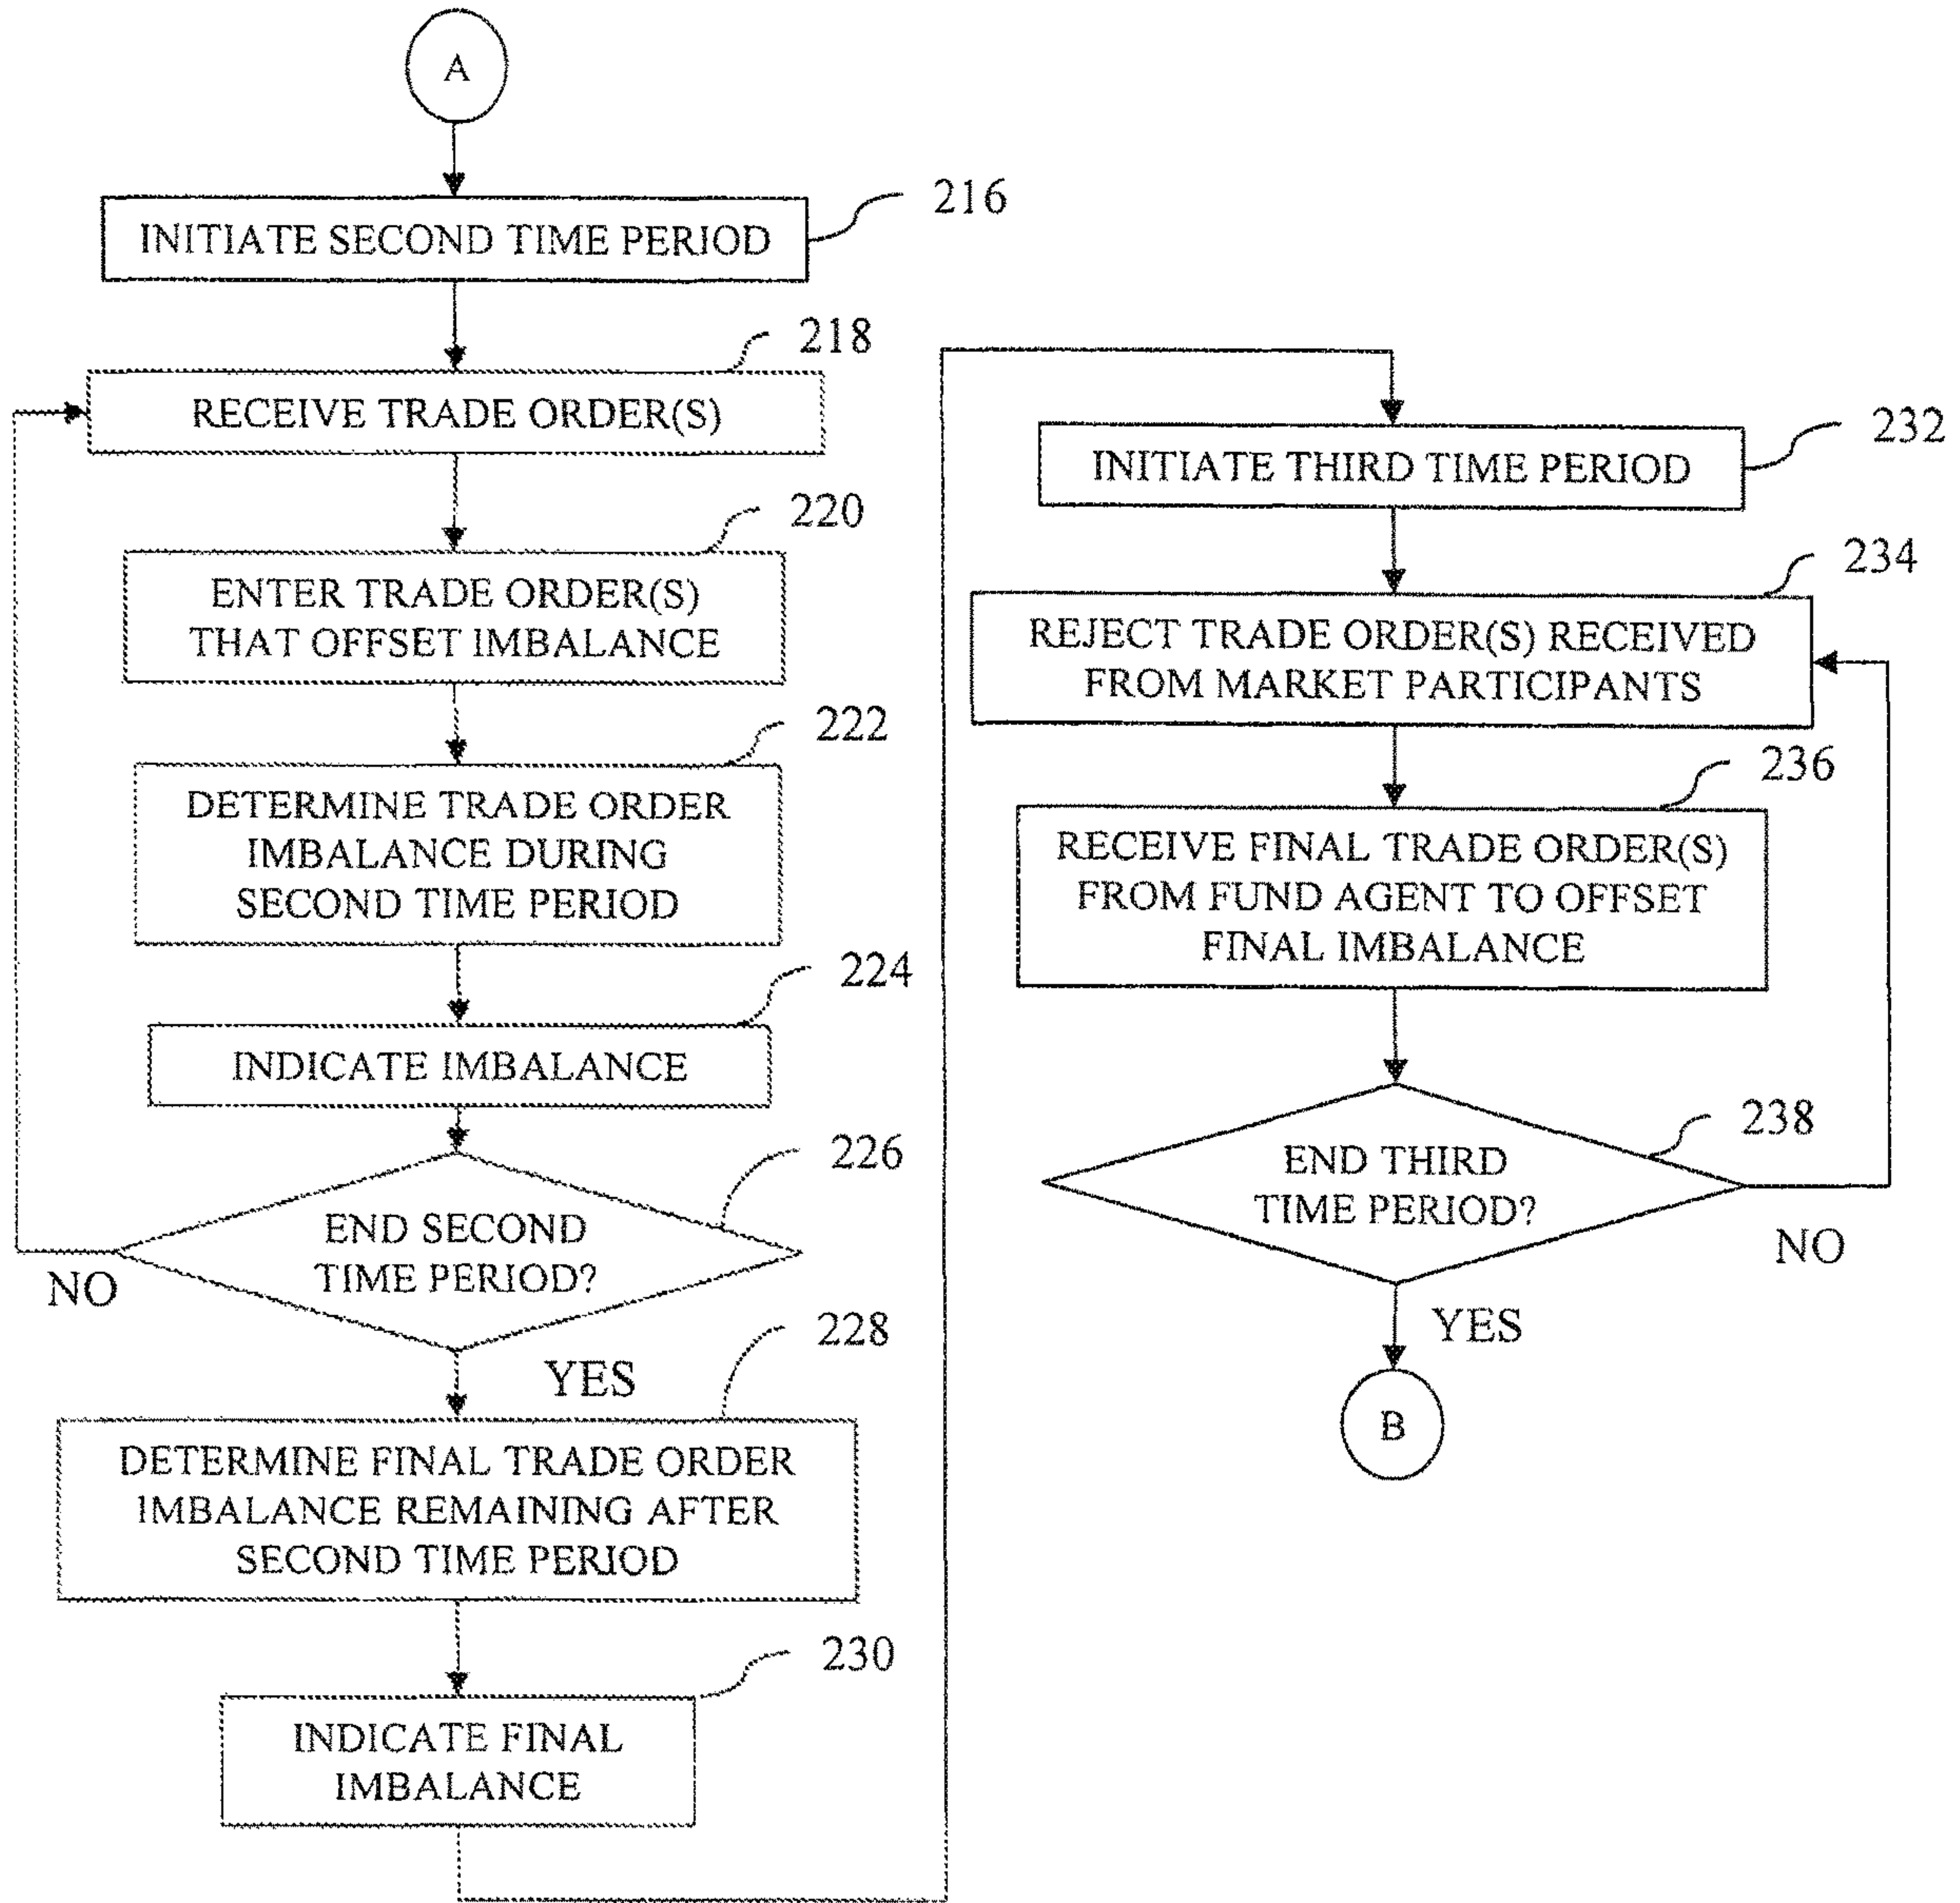 A
INITIATE SECOND TIME PERIOD
216
RECEIVE TRADE ORDER(S)
218
ENTER TRADE ORDER(S)
THAT OFFSET IMBALANCE
220
DETERMINE TRADE ORDER
IMBALANCE DURING
SECOND TIME PERIOD
222
INDICATE IMBALANCE
224
END SECOND
TIME PERIOD?
226
NO
YES
DETERMINE FINAL TRADE ORDER
IMBALANCE REMAINING AFTER
SECOND TIME PERIOD
228
INDICATE FINAL
IMBALANCE
230
INITIATE THIRD TIME PERIOD
232
REJECT TRADE ORDER(S) RECEIVED
FROM MARKET PARTICIPANTS
234
RECEIVE FINAL TRADE ORDER(S)
FROM FUND AGENT TO OFFSET
FINAL IMBALANCE
236
END THIRD
TIME PERIOD?
238
NO
YES
B